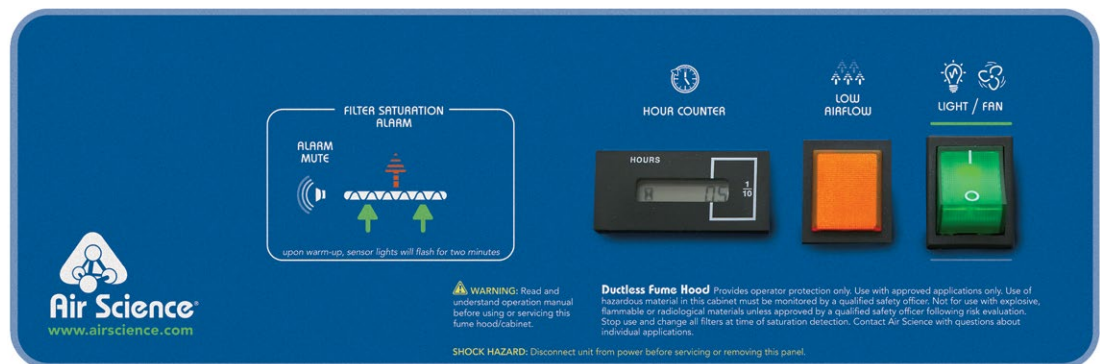 FILTER SATURATION
ALARM
ALARM
MUTE
upon warm-up, sensor lights will flash for two minutes
HOUR COUNTER
LOW
AIRFLOW
LIGHT / FAN
HOURS
1
10
I
O
Air Science®
www.airscience.com
WARNING: Read and
understand operation manual
before using or servicing this
fume hood/cabinet.
Ductless Fume Hood Provides operator protection only. Use with approved applications only. Use of
hazardous material in this cabinet must be monitored by a qualified safety officer. Not for use with explosive,
flammable or radiological materials unless approved by a qualified safety officer following risk evaluation.
Stop use and change all filters at time of saturation detection. Contact Air Science with questions about
individual applications.
SHOCK HAZARD: Disconnect unit from power before servicing or removing this panel.